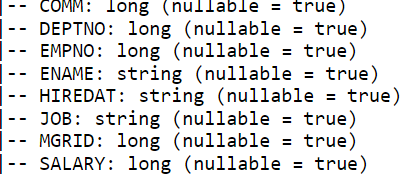 |-- COMM: long (nullable = true)
|-- DEPTNO: long (nullable = true)
|-- EMPNO: long (nullable = true)
|-- ENAME: string (nullable = true)
|-- HIREDAT: string (nullable = true)
|-- JOB: string (nullable = true)
|-- MGRID: long (nullable = true)
|-- SALARY: long (nullable = true)